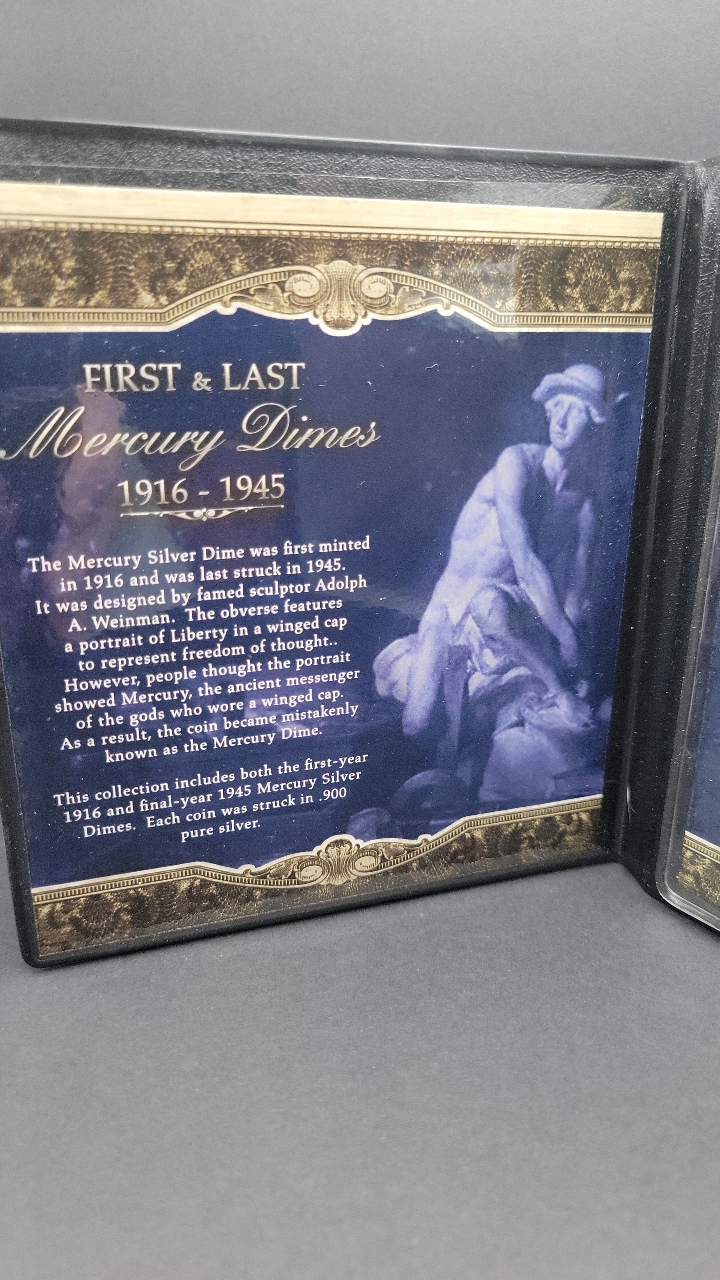 FIRST & LAST
Mercury Dimes
1916 - 1945
The Mercury Silver Dime was first minted
in 1916 and was last struck in 1945.
It was designed by famed sculptor Adolph
A. Weinman. The obverse features
a portrait of Liberty in a winged cap
to represent freedom of thought..
However, people thought the portrait
showed Mercury, the ancient messenger
of the gods who wore a winged cap.
As a result, the coin became mistakenly
known as the Mercury Dime.
This collection includes both the first-year
1916 and final-year 1945 Mercury Silver
Dimes. Each coin was struck in .900
pure silver.